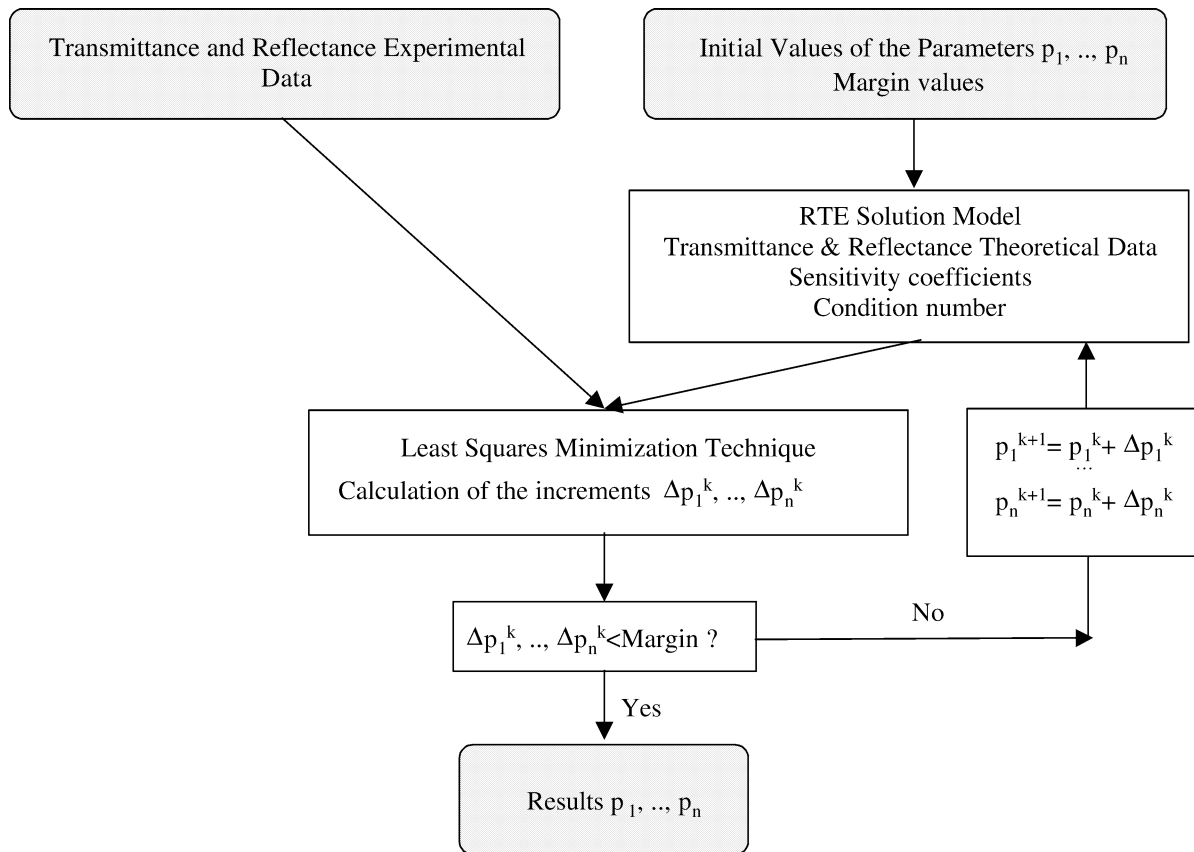 Transmittance and Reflectance Experimental
Data
Initial Values of the Parameters p₁, .., pₙ
Margin values
RTE Solution Model
Transmittance & Reflectance Theoretical Data
Sensitivity coefficients
Condition number
Least Squares Minimization Technique
Calculation of the increments Δp₁ᵏ, .., Δpₙᵏ
p₁ᵏ⁺¹= p₁ᵏ+ Δp₁ᵏ
...
pₙᵏ⁺¹= pₙᵏ+ Δpₙᵏ
Δp₁ᵏ, .., Δpₙᵏ<Margin ?
No
Yes
Results p₁, .., pₙ